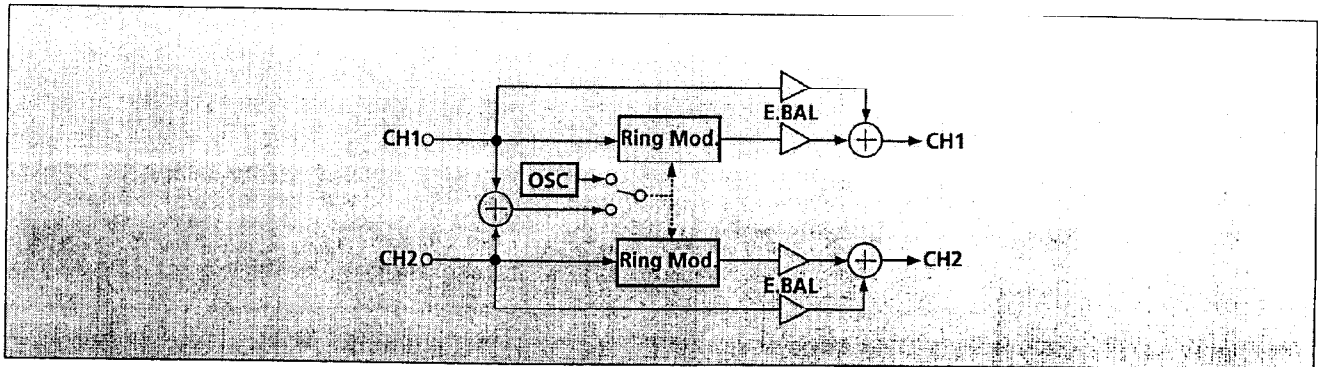 E.BAL
CH1 Ring Mod. CH1
OSC
CH2 Ring Mod. CH2
E.BAL